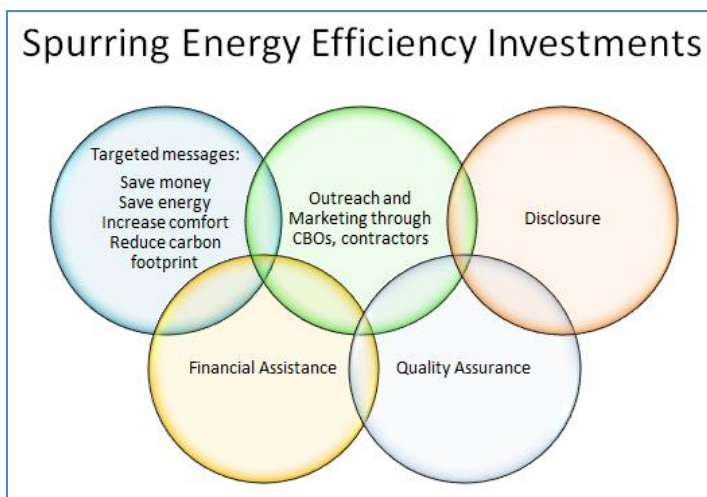 Spurring Energy Efficiency Investments
Targeted messages:
Save money
Save energy
Increase comfort
Reduce carbon
footprint
Outreach and
Marketing through
CBOs, contractors
Disclosure
Financial Assistance
Quality Assurance